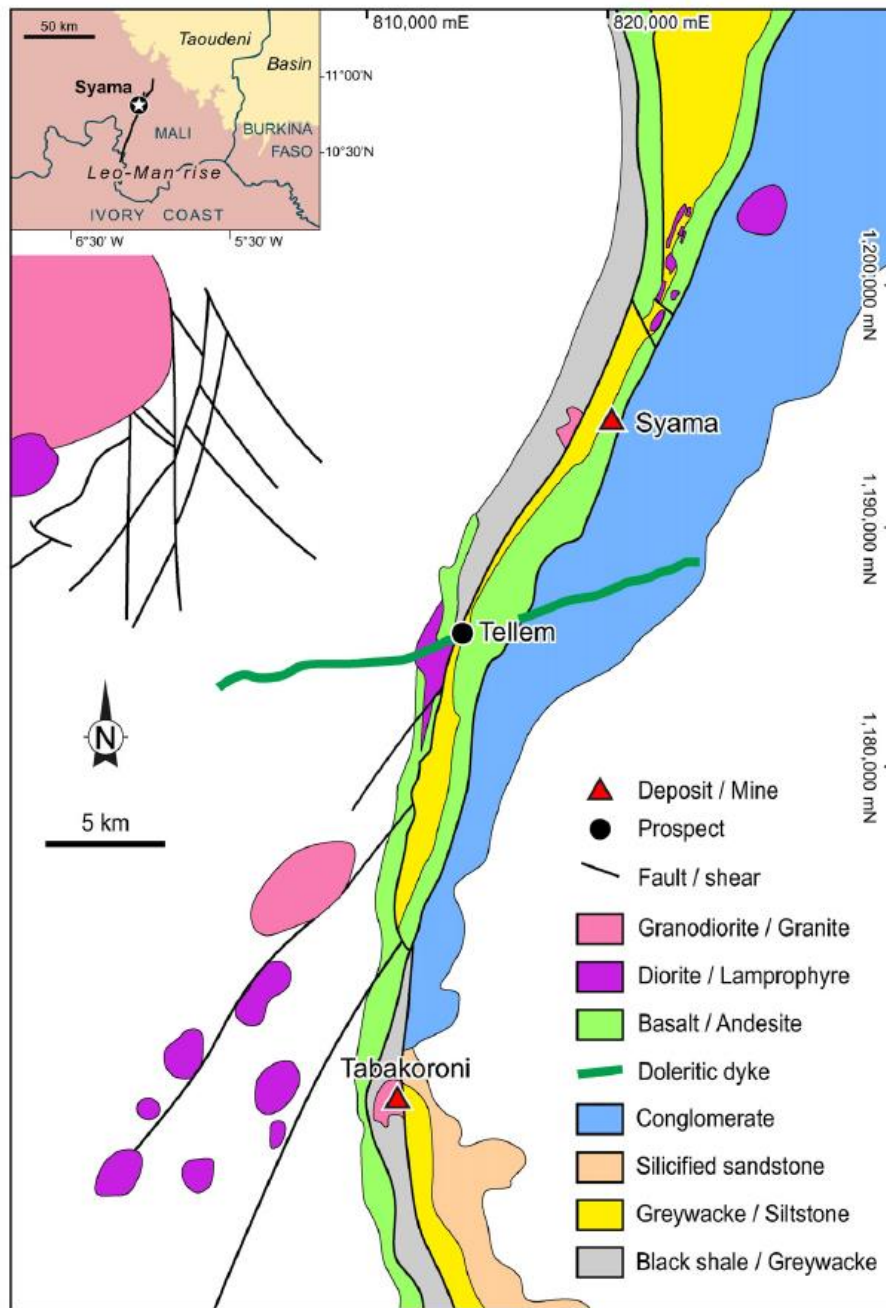 50 km
Taoudeni
Basin
11°00'N
Syama
MALI
BURKINA
FASO
10°30'N
Leo-Man rise
IVORY COAST
6°30' W
5°30' W
810,000 mE
820,000 mE
1,200,000 mN
Syama
1,190,000 mN
Tellem
N
1,180,000 mN
5 km
Deposit / Mine
Prospect
Fault / shear
Granodiorite / Granite
Diorite / Lamprophyre
Basalt / Andesite
Tabakoroni
Doleritic dyke
Conglomerate
Silicified sandstone
Greywacke / Siltstone
Black shale / Greywacke